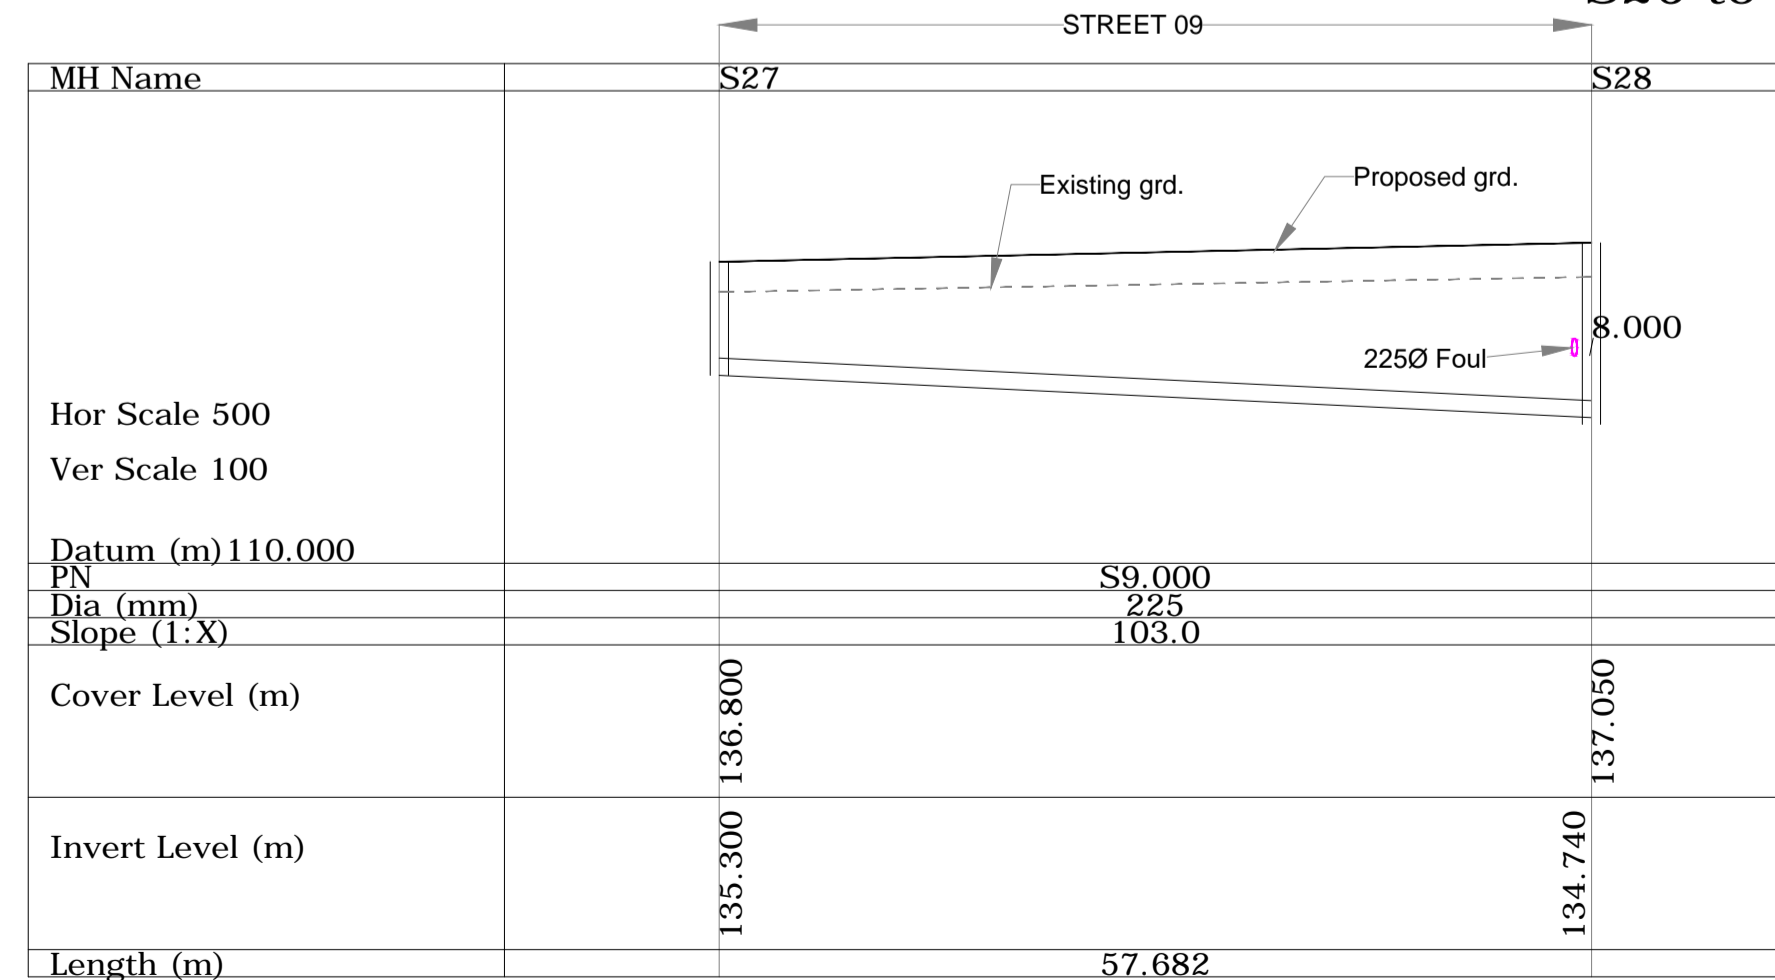 STREET 09
MH Name S27 S28
Existing grd. Proposed grd.
8.000
225Ø Foul
Hor Scale 500
Ver Scale 100
Datum (m)110.000
PN S9.000
Dia (mm) 225
Slope (1:X) 103.0
Cover Level (m) 136.800 137.050
Invert Level (m) 135.300 134.740
Length (m) 57.682